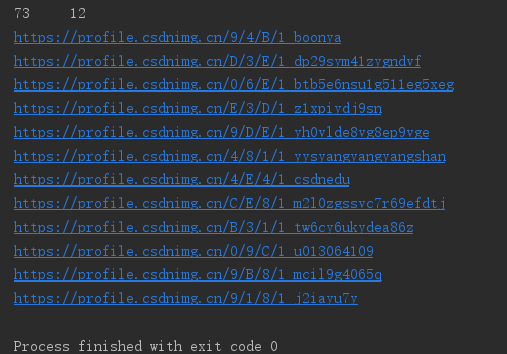 73    12
https://profile.csdnimg.cn/9/4/B/1_boonya
https://profile.csdnimg.cn/D/3/E/1_dp29sym41zygndvf
https://profile.csdnimg.cn/0/6/E/1_btb5e6nsu1g511eg5xeg
https://profile.csdnimg.cn/E/3/D/1_z1xpiydj9sn
https://profile.csdnimg.cn/9/D/E/1_yh0vlde8vg8ep9vge
https://profile.csdnimg.cn/4/8/1/1_yysyangyangyangshan
https://profile.csdnimg.cn/4/E/4/1_csdnedu
https://profile.csdnimg.cn/C/E/8/1_m2l0zgssvc7r69efdtj
https://profile.csdnimg.cn/B/3/1/1_tw6cy6ukydea86z
https://profile.csdnimg.cn/0/9/C/1_u013064109
https://profile.csdnimg.cn/9/B/8/1_mcil9g4065q
https://profile.csdnimg.cn/9/1/8/1_j2iayu7y
Process finished with exit code 0